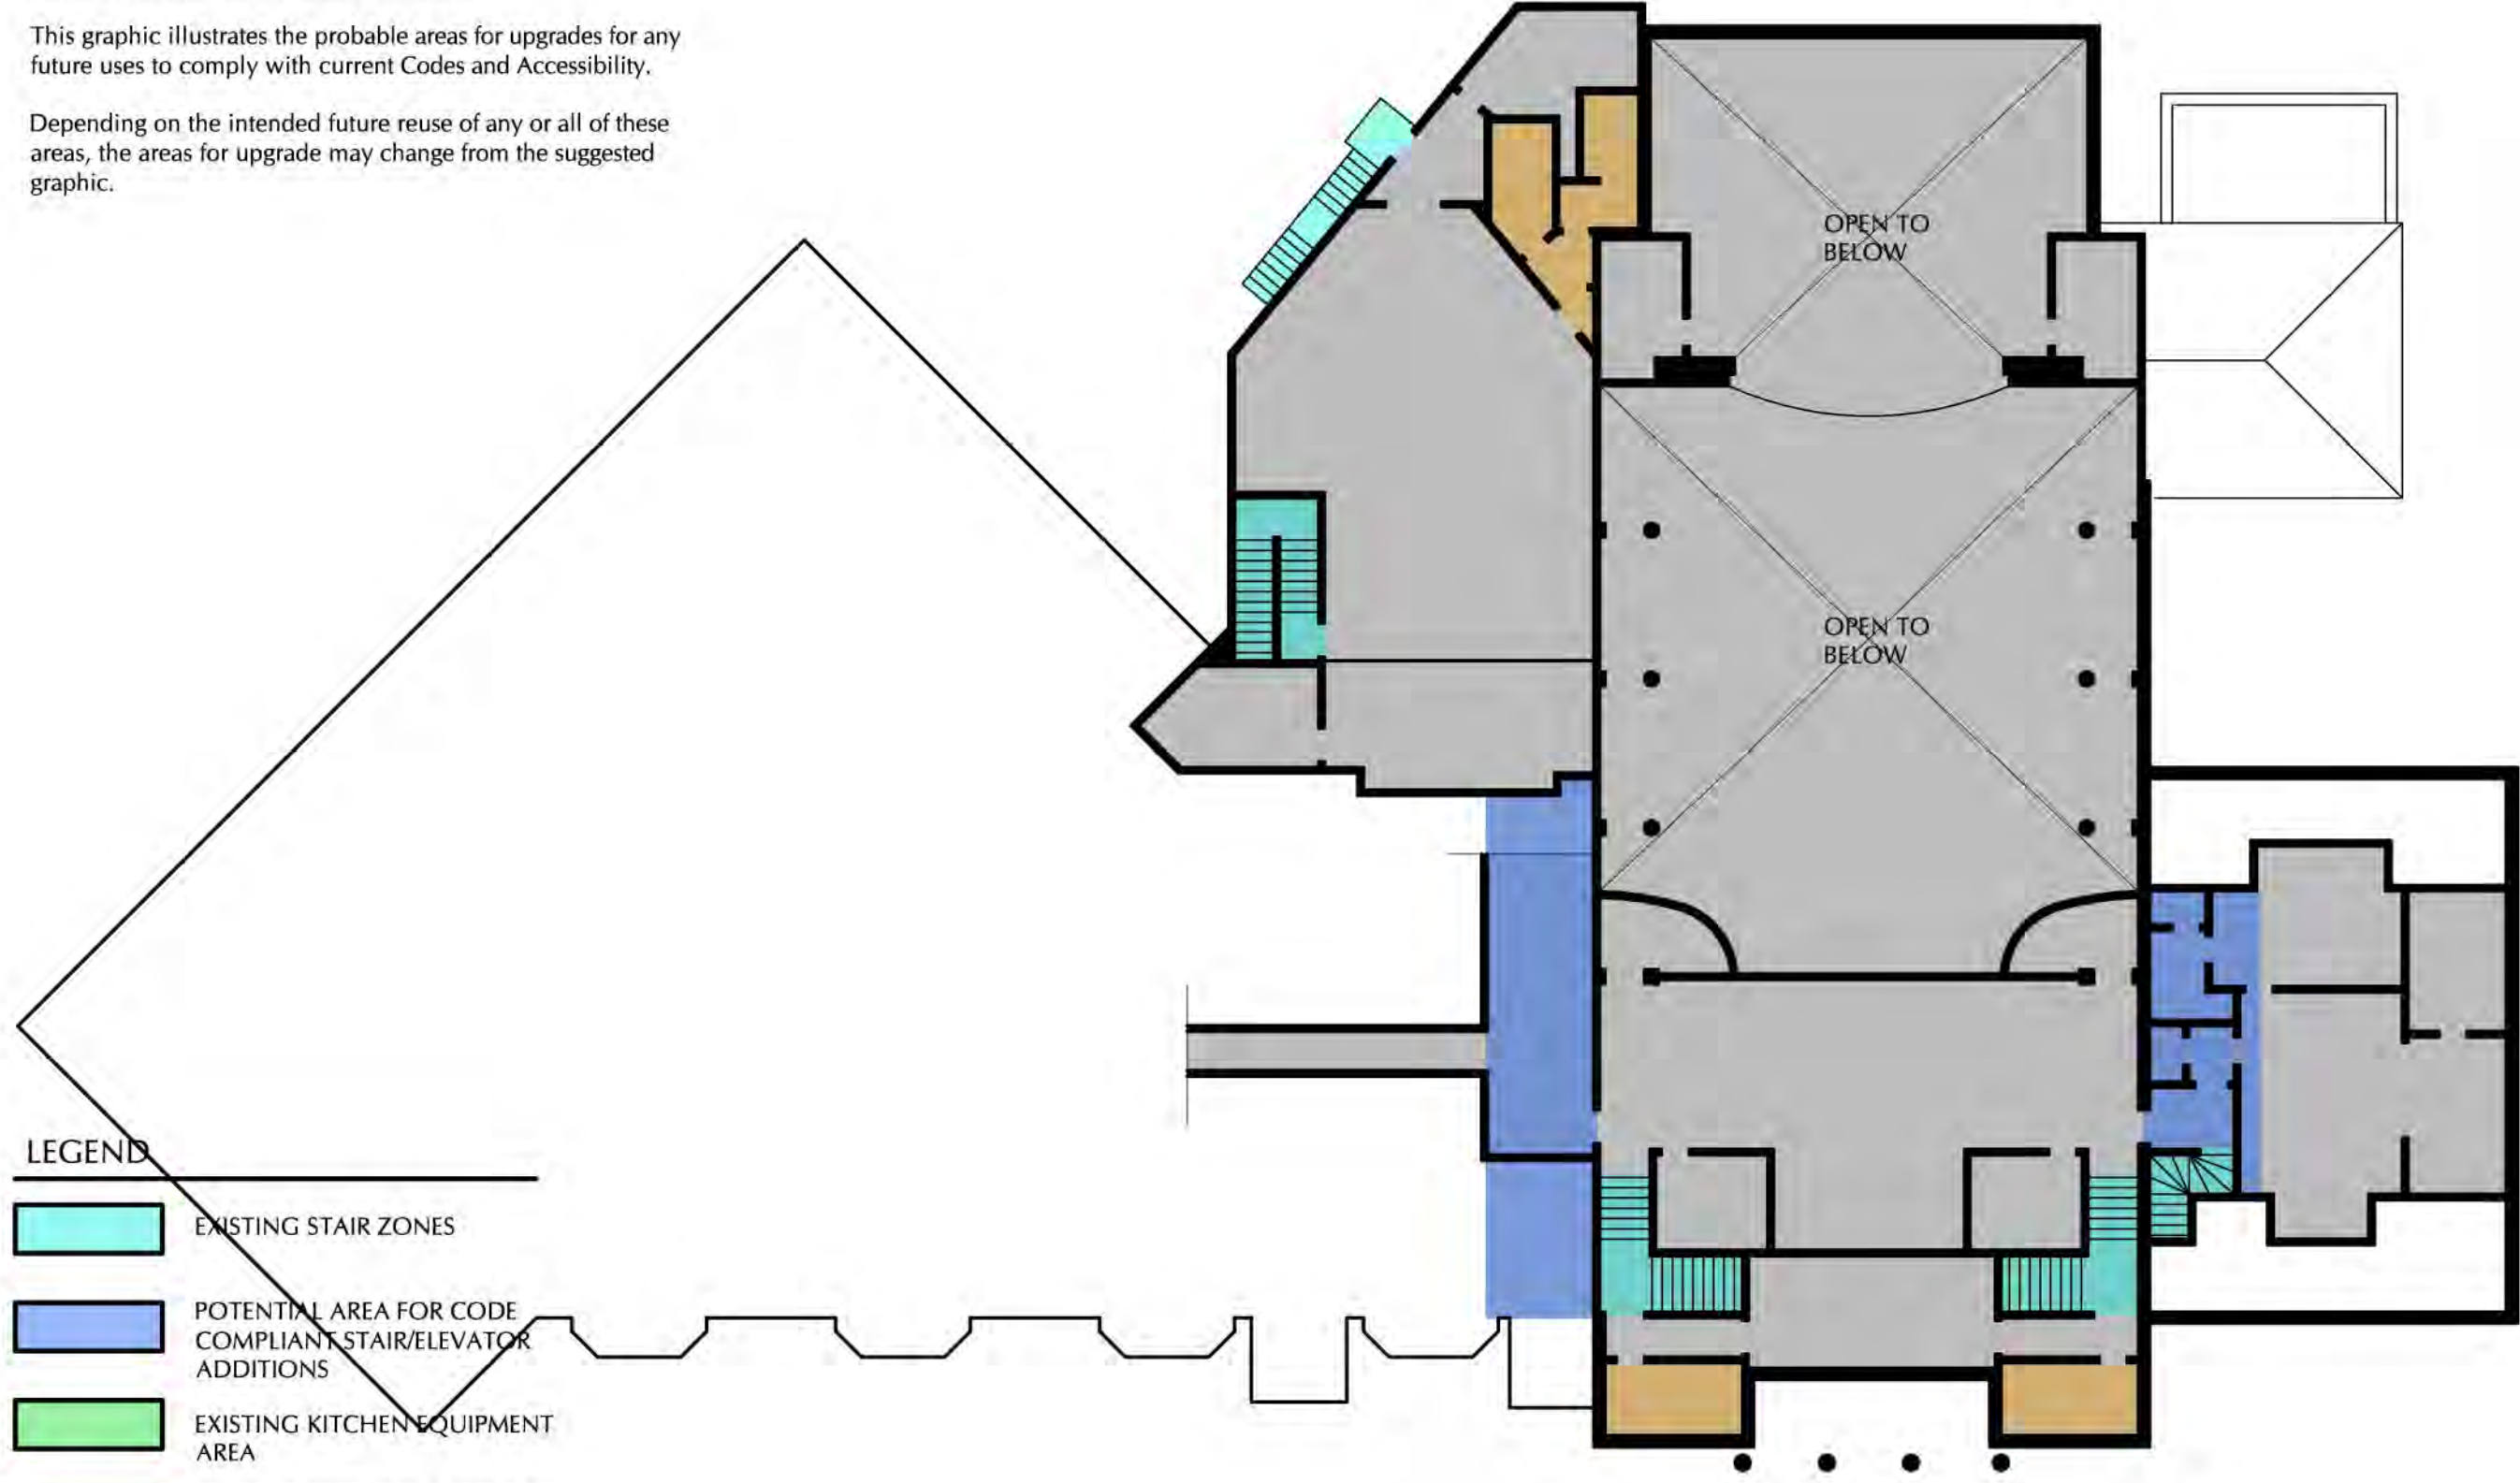 This graphic illustrates the probable areas for upgrades for any
future uses to comply with current Codes and Accessibility.
Depending on the intended future reuse of any or all of these
areas, the areas for upgrade may change from the suggested
graphic.
OPEN TO
BELOW
OPEN TO
BELOW
LEGEND
EXISTING STAIR ZONES
POTENTIAL AREA FOR CODE
COMPLIANT STAIR/ELEVATOR
ADDITIONS
EXISTING KITCHEN EQUIPMENT
AREA